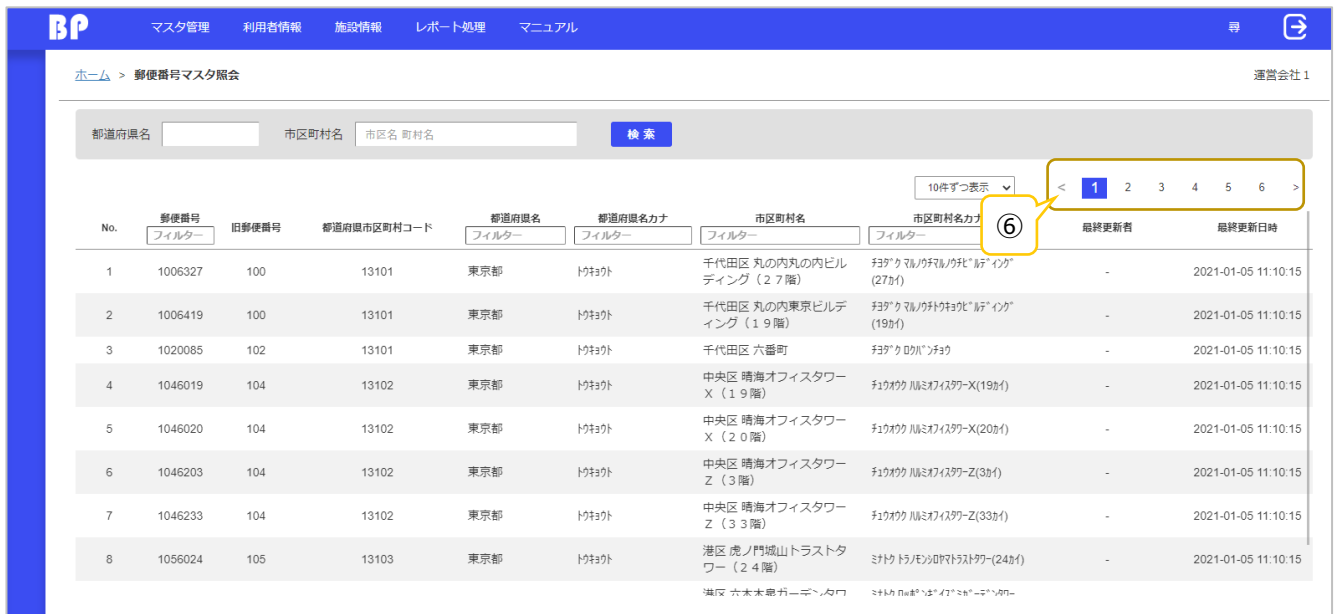 BP マスタ管理 利用者情報 施設情報 レポート処理 マニュアル 尋
ホーム > 郵便番号マスタ照会 運営会社1
都道府県名 市区町村名 市区名 町村名 検索
10件ずつ表示 < 1 2 3 4 5 6 >
⑥
No. 郵便番号 旧郵便番号 都道府県市区町村コード 都道府県名 都道府県名カナ 市区町村名 市区町村名カナ 最終更新者 最終更新日時
フィルター フィルター フィルター フィルター フィルター
1 1006327 100 13101 東京都 ﾄｳｷｮｳﾄ 千代田区 丸の内丸の内ビル ﾁﾖﾀﾞｸ ﾏﾙﾉｳﾁﾏﾙﾉｳﾁﾋﾞﾙﾃﾞｨﾝｸﾞ - 2021-01-05 11:10:15
ディング（２７階） (27ｶｲ)
2 1006419 100 13101 東京都 ﾄｳｷｮｳﾄ 千代田区 丸の内東京ビルデ ﾁﾖﾀﾞｸ ﾏﾙﾉｳﾁﾄｳｷｮｳﾋﾞﾙﾃﾞｨﾝｸﾞ - 2021-01-05 11:10:15
ィング（１９階） (19ｶｲ)
3 1020085 102 13101 東京都 ﾄｳｷｮｳﾄ 千代田区 六番町 ﾁﾖﾀﾞｸ ﾛｸﾊﾞﾝﾁｮｳ - 2021-01-05 11:10:15
4 1046019 104 13102 東京都 ﾄｳｷｮｳﾄ 中央区 晴海オフィスタワー ﾁｭｳｵｳｸ ﾊﾙﾐｵﾌｨｽﾀﾜｰX(19ｶｲ) - 2021-01-05 11:10:15
Ｘ（１９階）
5 1046020 104 13102 東京都 ﾄｳｷｮｳﾄ 中央区 晴海オフィスタワー ﾁｭｳｵｳｸ ﾊﾙﾐｵﾌｨｽﾀﾜｰX(20ｶｲ) - 2021-01-05 11:10:15
Ｘ（２０階）
6 1046203 104 13102 東京都 ﾄｳｷｮｳﾄ 中央区 晴海オフィスタワー ﾁｭｳｵｳｸ ﾊﾙﾐｵﾌｨｽﾀﾜｰZ(3ｶｲ) - 2021-01-05 11:10:15
Ｚ（３階）
7 1046233 104 13102 東京都 ﾄｳｷｮｳﾄ 中央区 晴海オフィスタワー ﾁｭｳｵｳｸ ﾊﾙﾐｵﾌｨｽﾀﾜｰZ(33ｶｲ) - 2021-01-05 11:10:15
Ｚ（３３階）
8 1056024 105 13103 東京都 ﾄｳｷｮｳﾄ 港区 虎ノ門城山トラストタ ﾐﾅﾄｸ ﾄﾗﾉﾓﾝｼﾛﾔﾏﾄﾗｽﾄﾀﾜｰ(24ｶｲ) - 2021-01-05 11:10:15
ワー（２４階）
港区 六本木泉ガーデンタワ ﾐﾅﾄｸ ﾛｯﾎﾟﾝｷﾞｲｽﾞﾐｶﾞｰﾃﾞﾝﾀﾜｰ